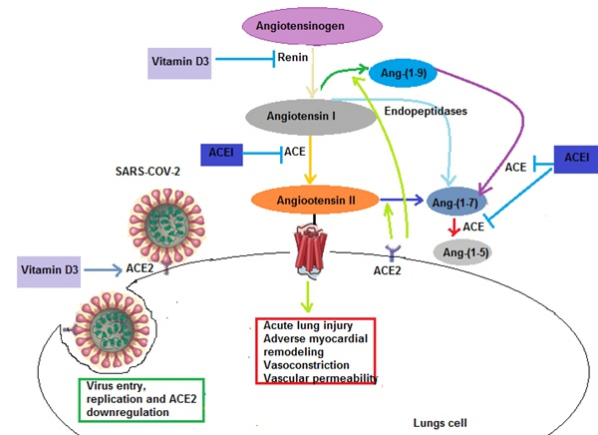 Angiotensinogen
Vitamin D3
Renin
Ang-(1-9)
Angiotensin I
Endopeptidases
ACEI
ACE
ACE
ACEI
SARS-COV-2
Angiootensin II
Ang-(1-7)
ACE
Ang-(1-5)
Vitamin D3
ACE2
ACE2
Acute lung injury
Adverse myocardial
remodeling
Vasoconstriction
Vascular permeability
Virus entry,
replication and ACE2
downregulation
Lungs cell